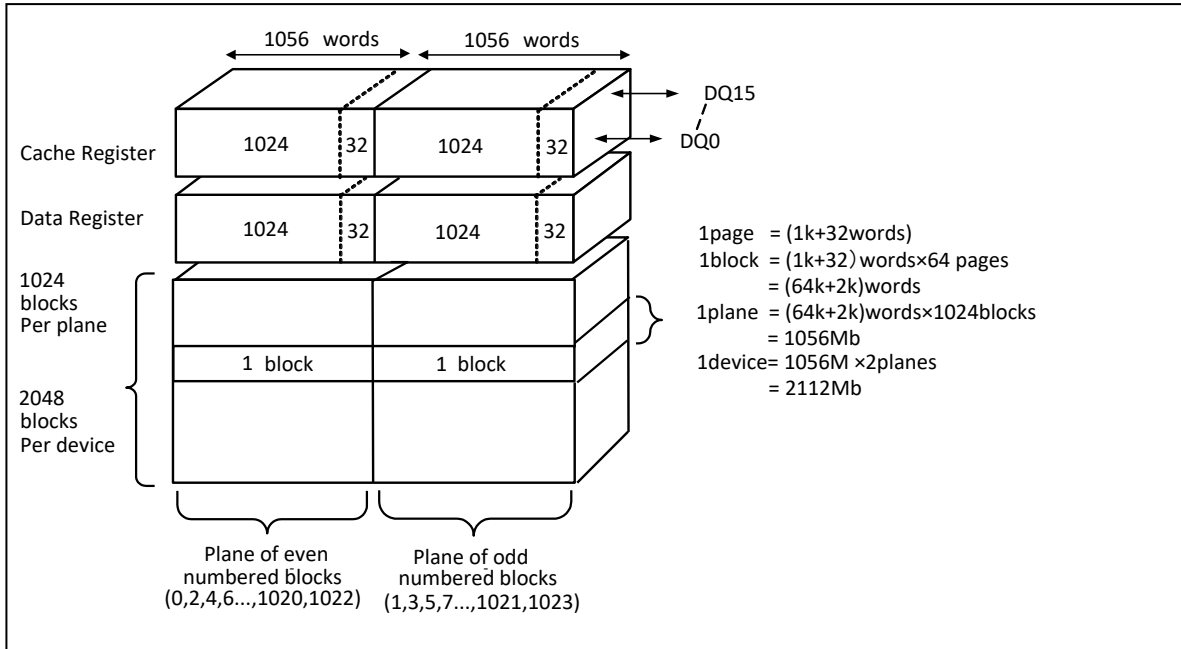 1056 words 1056 words
DQ15
DQ0
Cache Register
1024 32 1024 32
Data Register
1024 32 1024 32
1024
blocks
Per plane
1 block 1 block
2048
blocks
Per device
1page = (1k+32words)
1block = (1k+32）words×64 pages
= (64k+2k)words
1plane = (64k+2k)words×1024blocks
= 1056Mb
1device= 1056M ×2planes
= 2112Mb
Plane of even
numbered blocks
(0,2,4,6...,1020,1022)
Plane of odd
numbered blocks
(1,3,5,7...,1021,1023)